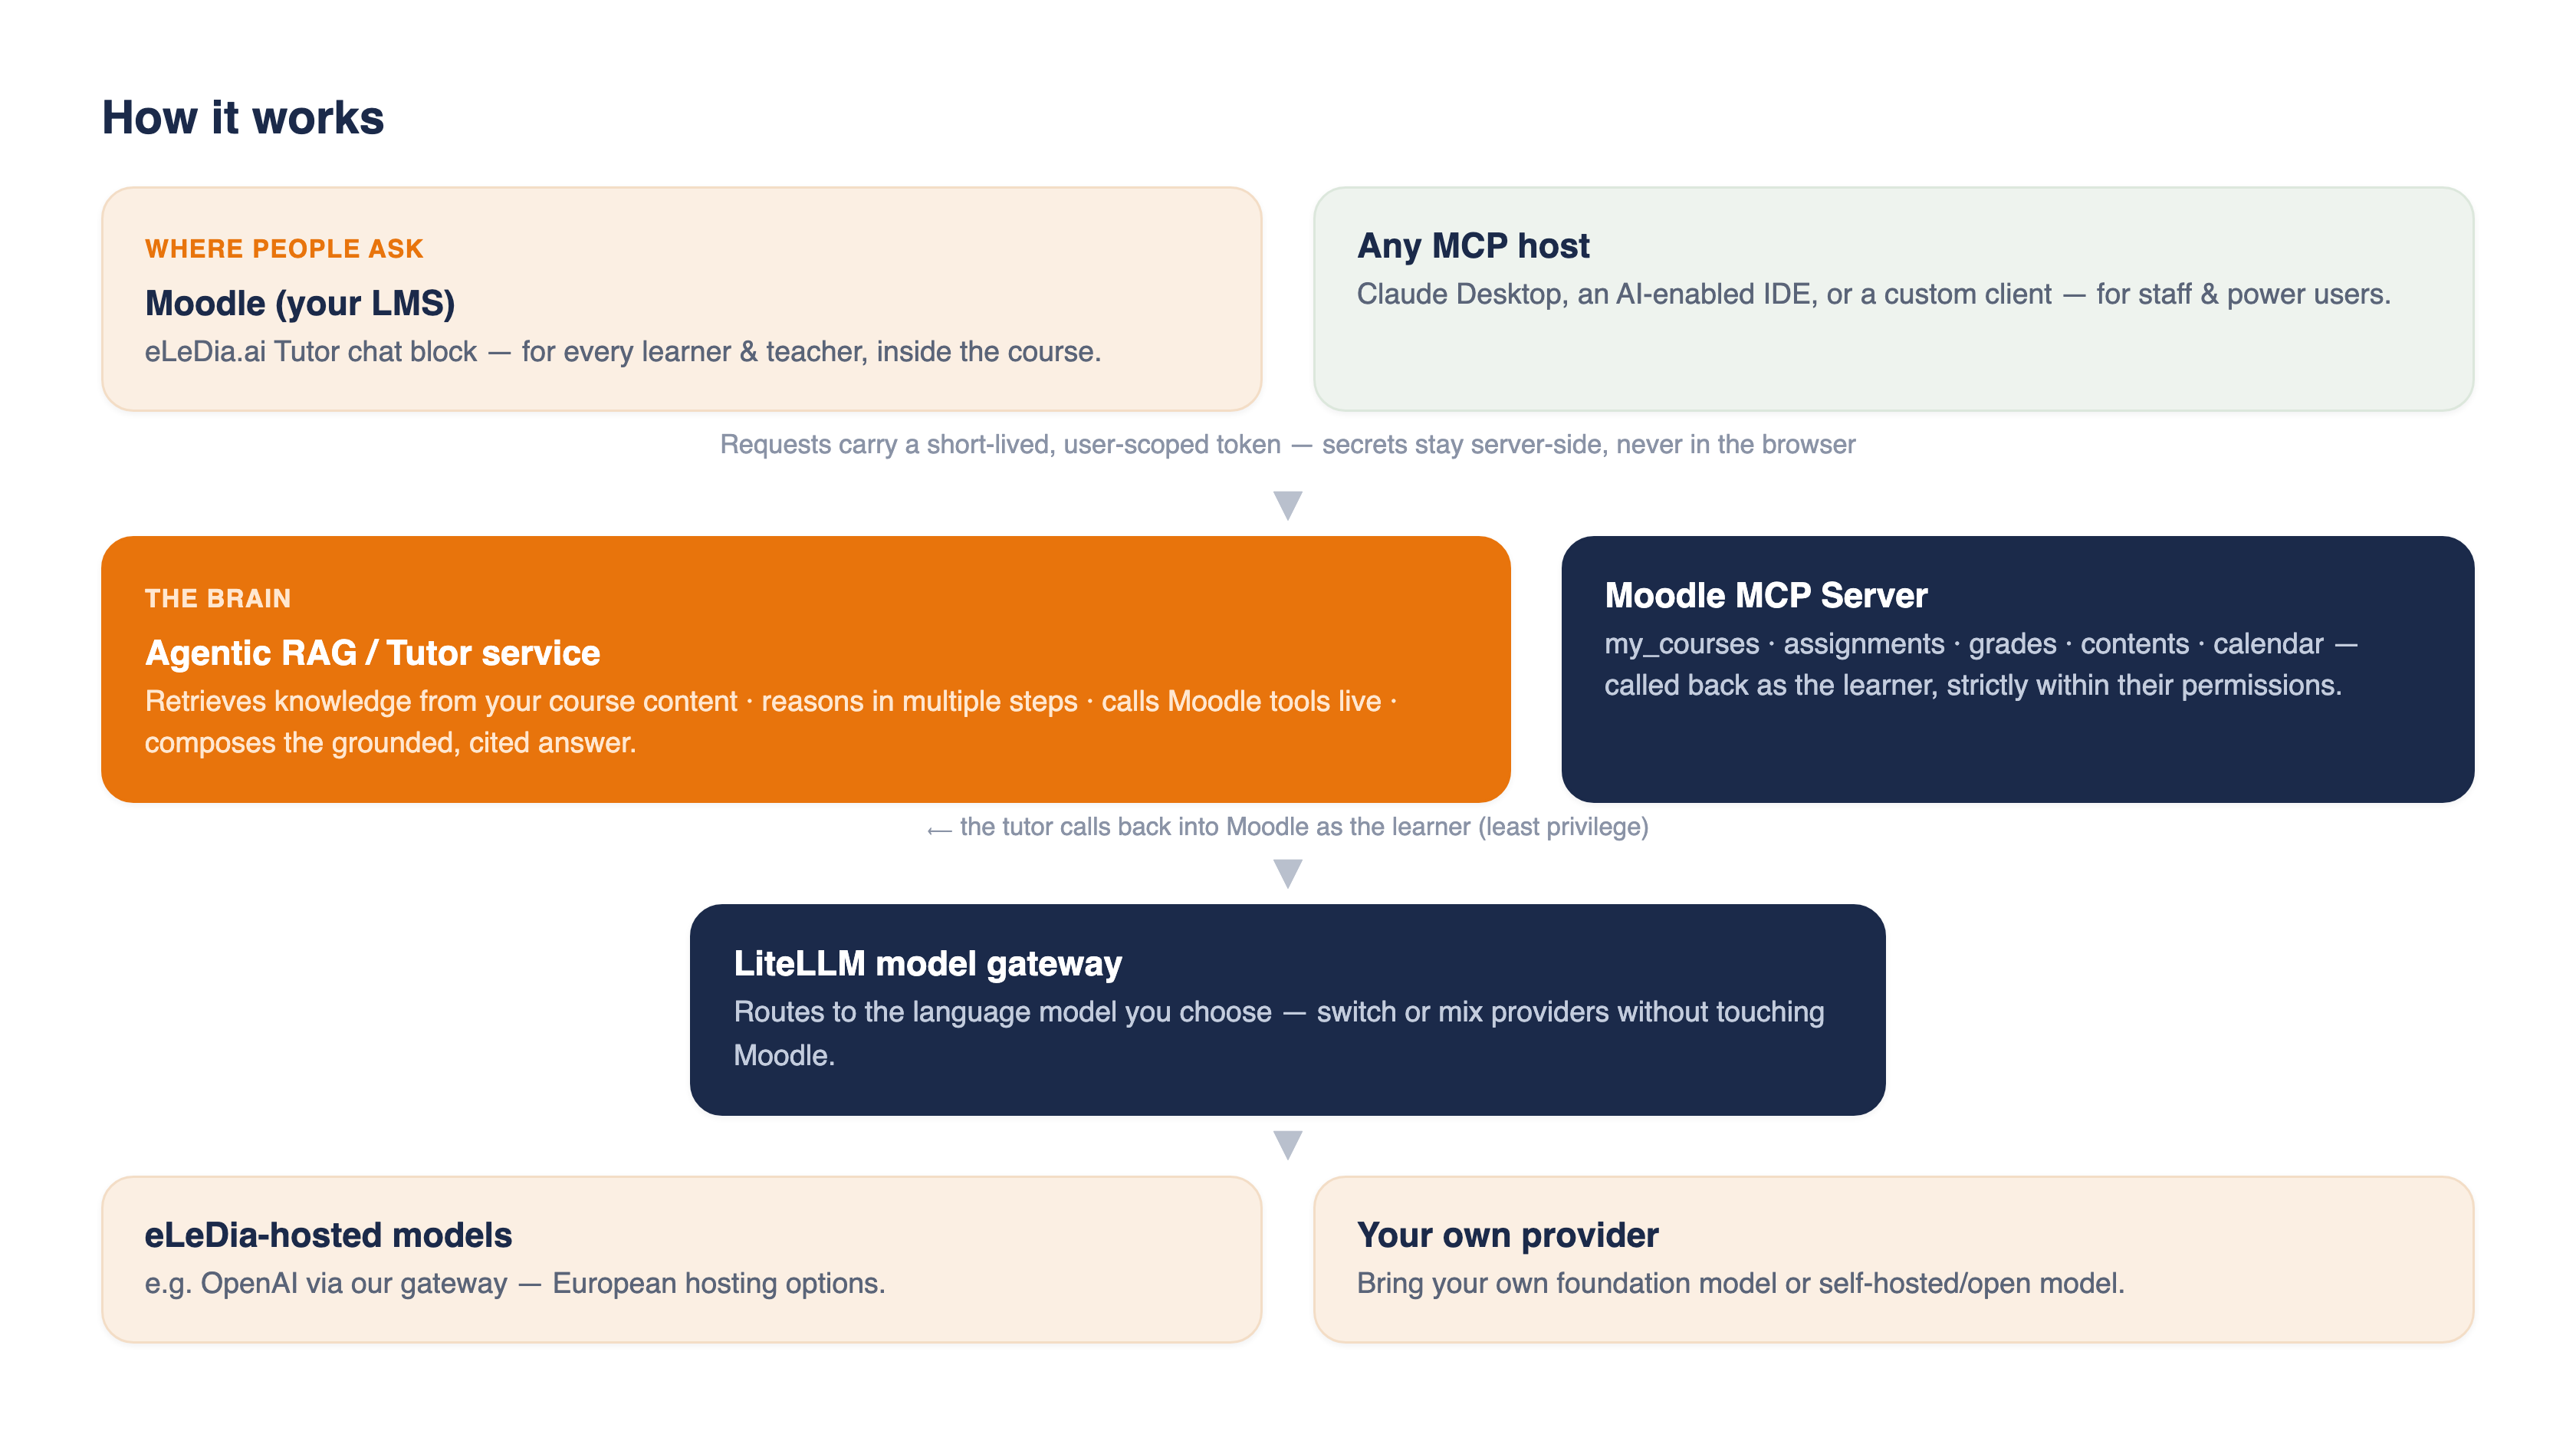 How it works
WHERE PEOPLE ASK
Moodle (your LMS)
eLeDia.ai Tutor chat block — for every learner & teacher, inside the course.
Any MCP host
Claude Desktop, an AI-enabled IDE, or a custom client — for staff & power users.
Requests carry a short-lived, user-scoped token — secrets stay server-side, never in the browser
▼
THE BRAIN
Agentic RAG / Tutor service
Retrieves knowledge from your course content · reasons in multiple steps · calls Moodle tools live ·
composes the grounded, cited answer.
Moodle MCP Server
my_courses · assignments · grades · contents · calendar —
called back as the learner, strictly within their permissions.
⟵ the tutor calls back into Moodle as the learner (least privilege)
▼
LiteLLM model gateway
Routes to the language model you choose — switch or mix providers without touching
Moodle.
▼
eLeDia-hosted models
e.g. OpenAI via our gateway — European hosting options.
Your own provider
Bring your own foundation model or self-hosted/open model.